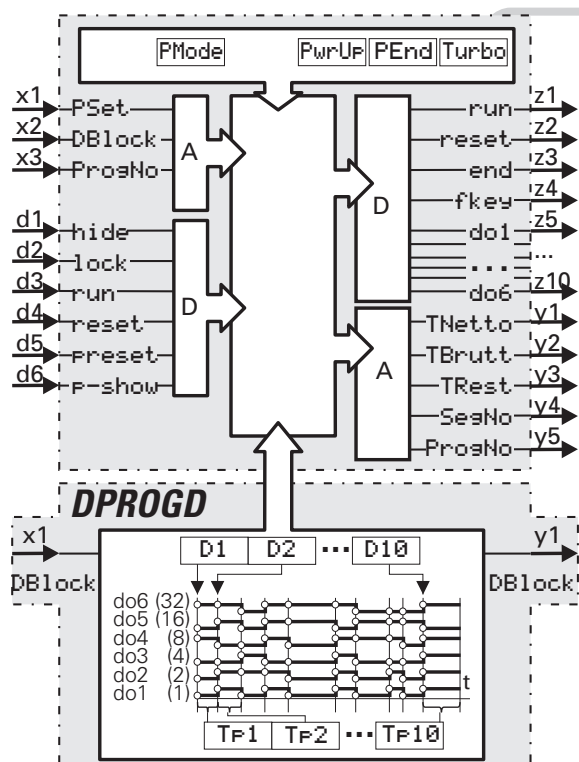 PMode PwrUp PEnd Turbo
x1 PSet run z1
x2 DBlock reset z2
x3 ProgNo A end z3
fkey z4
D
d1 hide do1 z5
d2 lock ...
d3 run ...
D do6 z10
d4 reset TNetto y1
d5 preset TBrutt y2
d6 p-show A TRest y3
SegNo y4
ProgNo y5
DPROGD
x1 y1
D1 D2 ... D10
DBlock DBlock
do6 (32)
do5 (16)
do4 (8)
do3 (4)
do2 (2)
do1 (1) t
Tp1 Tp2 ... Tp10